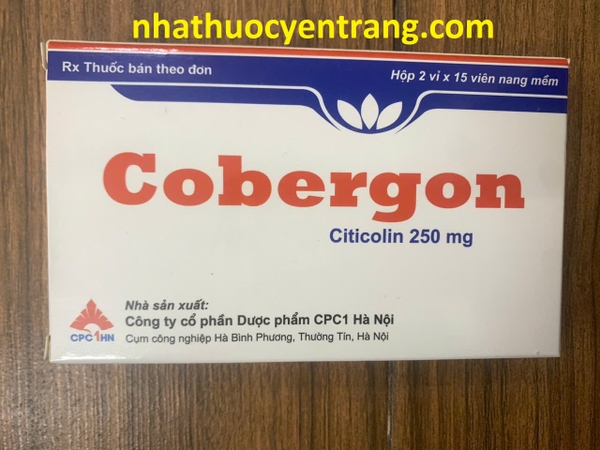 nhathuocyentrang.com
Rx Thuốc bán theo đơn
Hộp 2 vỉ x 15 viên nang mềm
Cobergon
Citicolin 250 mg
Nhà sản xuất:
Công ty cổ phần Dược phẩm CPC1 Hà Nội
Cụm công nghiệp Hà Bình Phương, Thường Tín, Hà Nội
CPC1HN